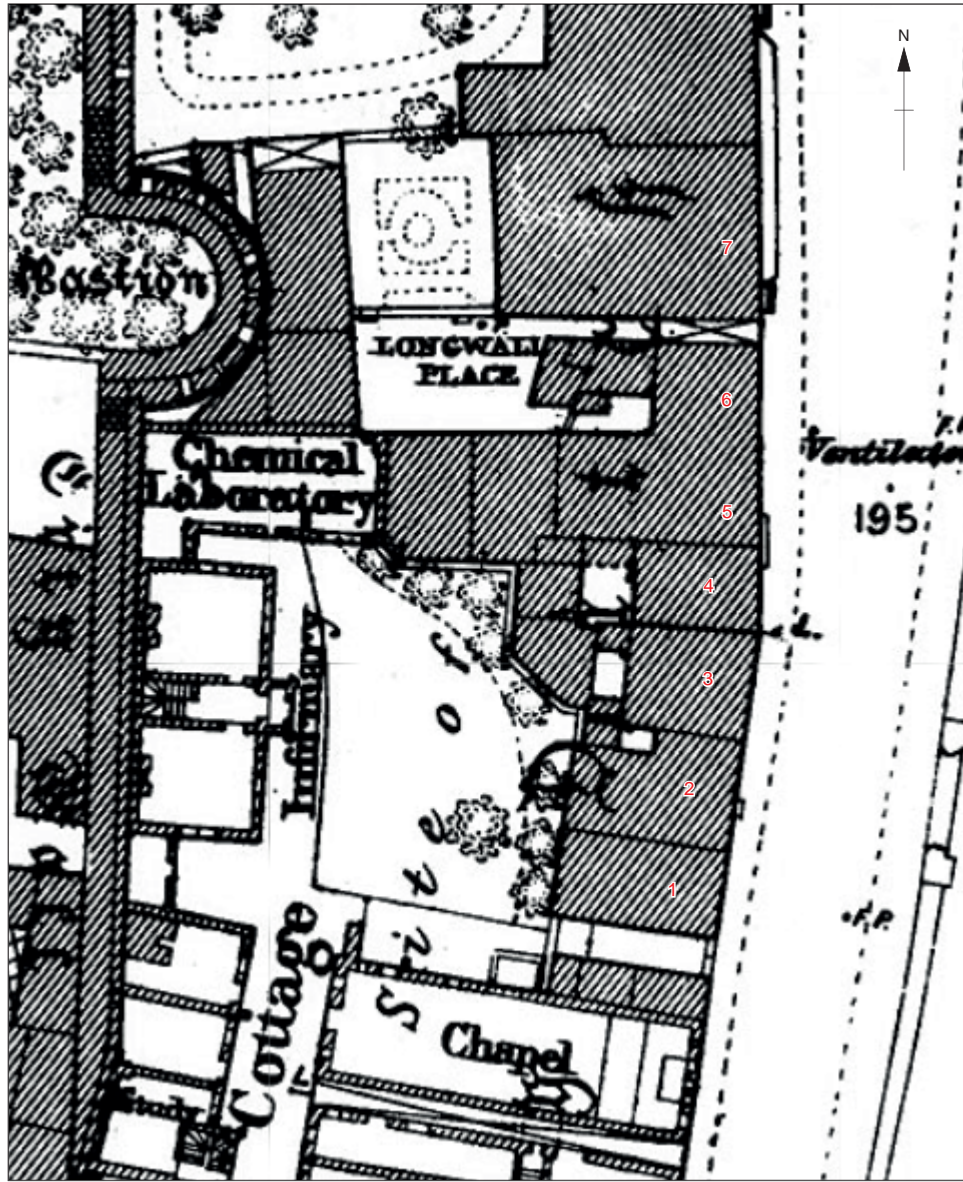 N
Bastion
7
LONGWALL
PLACE
6
Chemical
Laboratory
5
Ventilator
F.P.
195
4
3
Infirmary
Site of
2
1
F.P.
Cottage
Chapel
Study